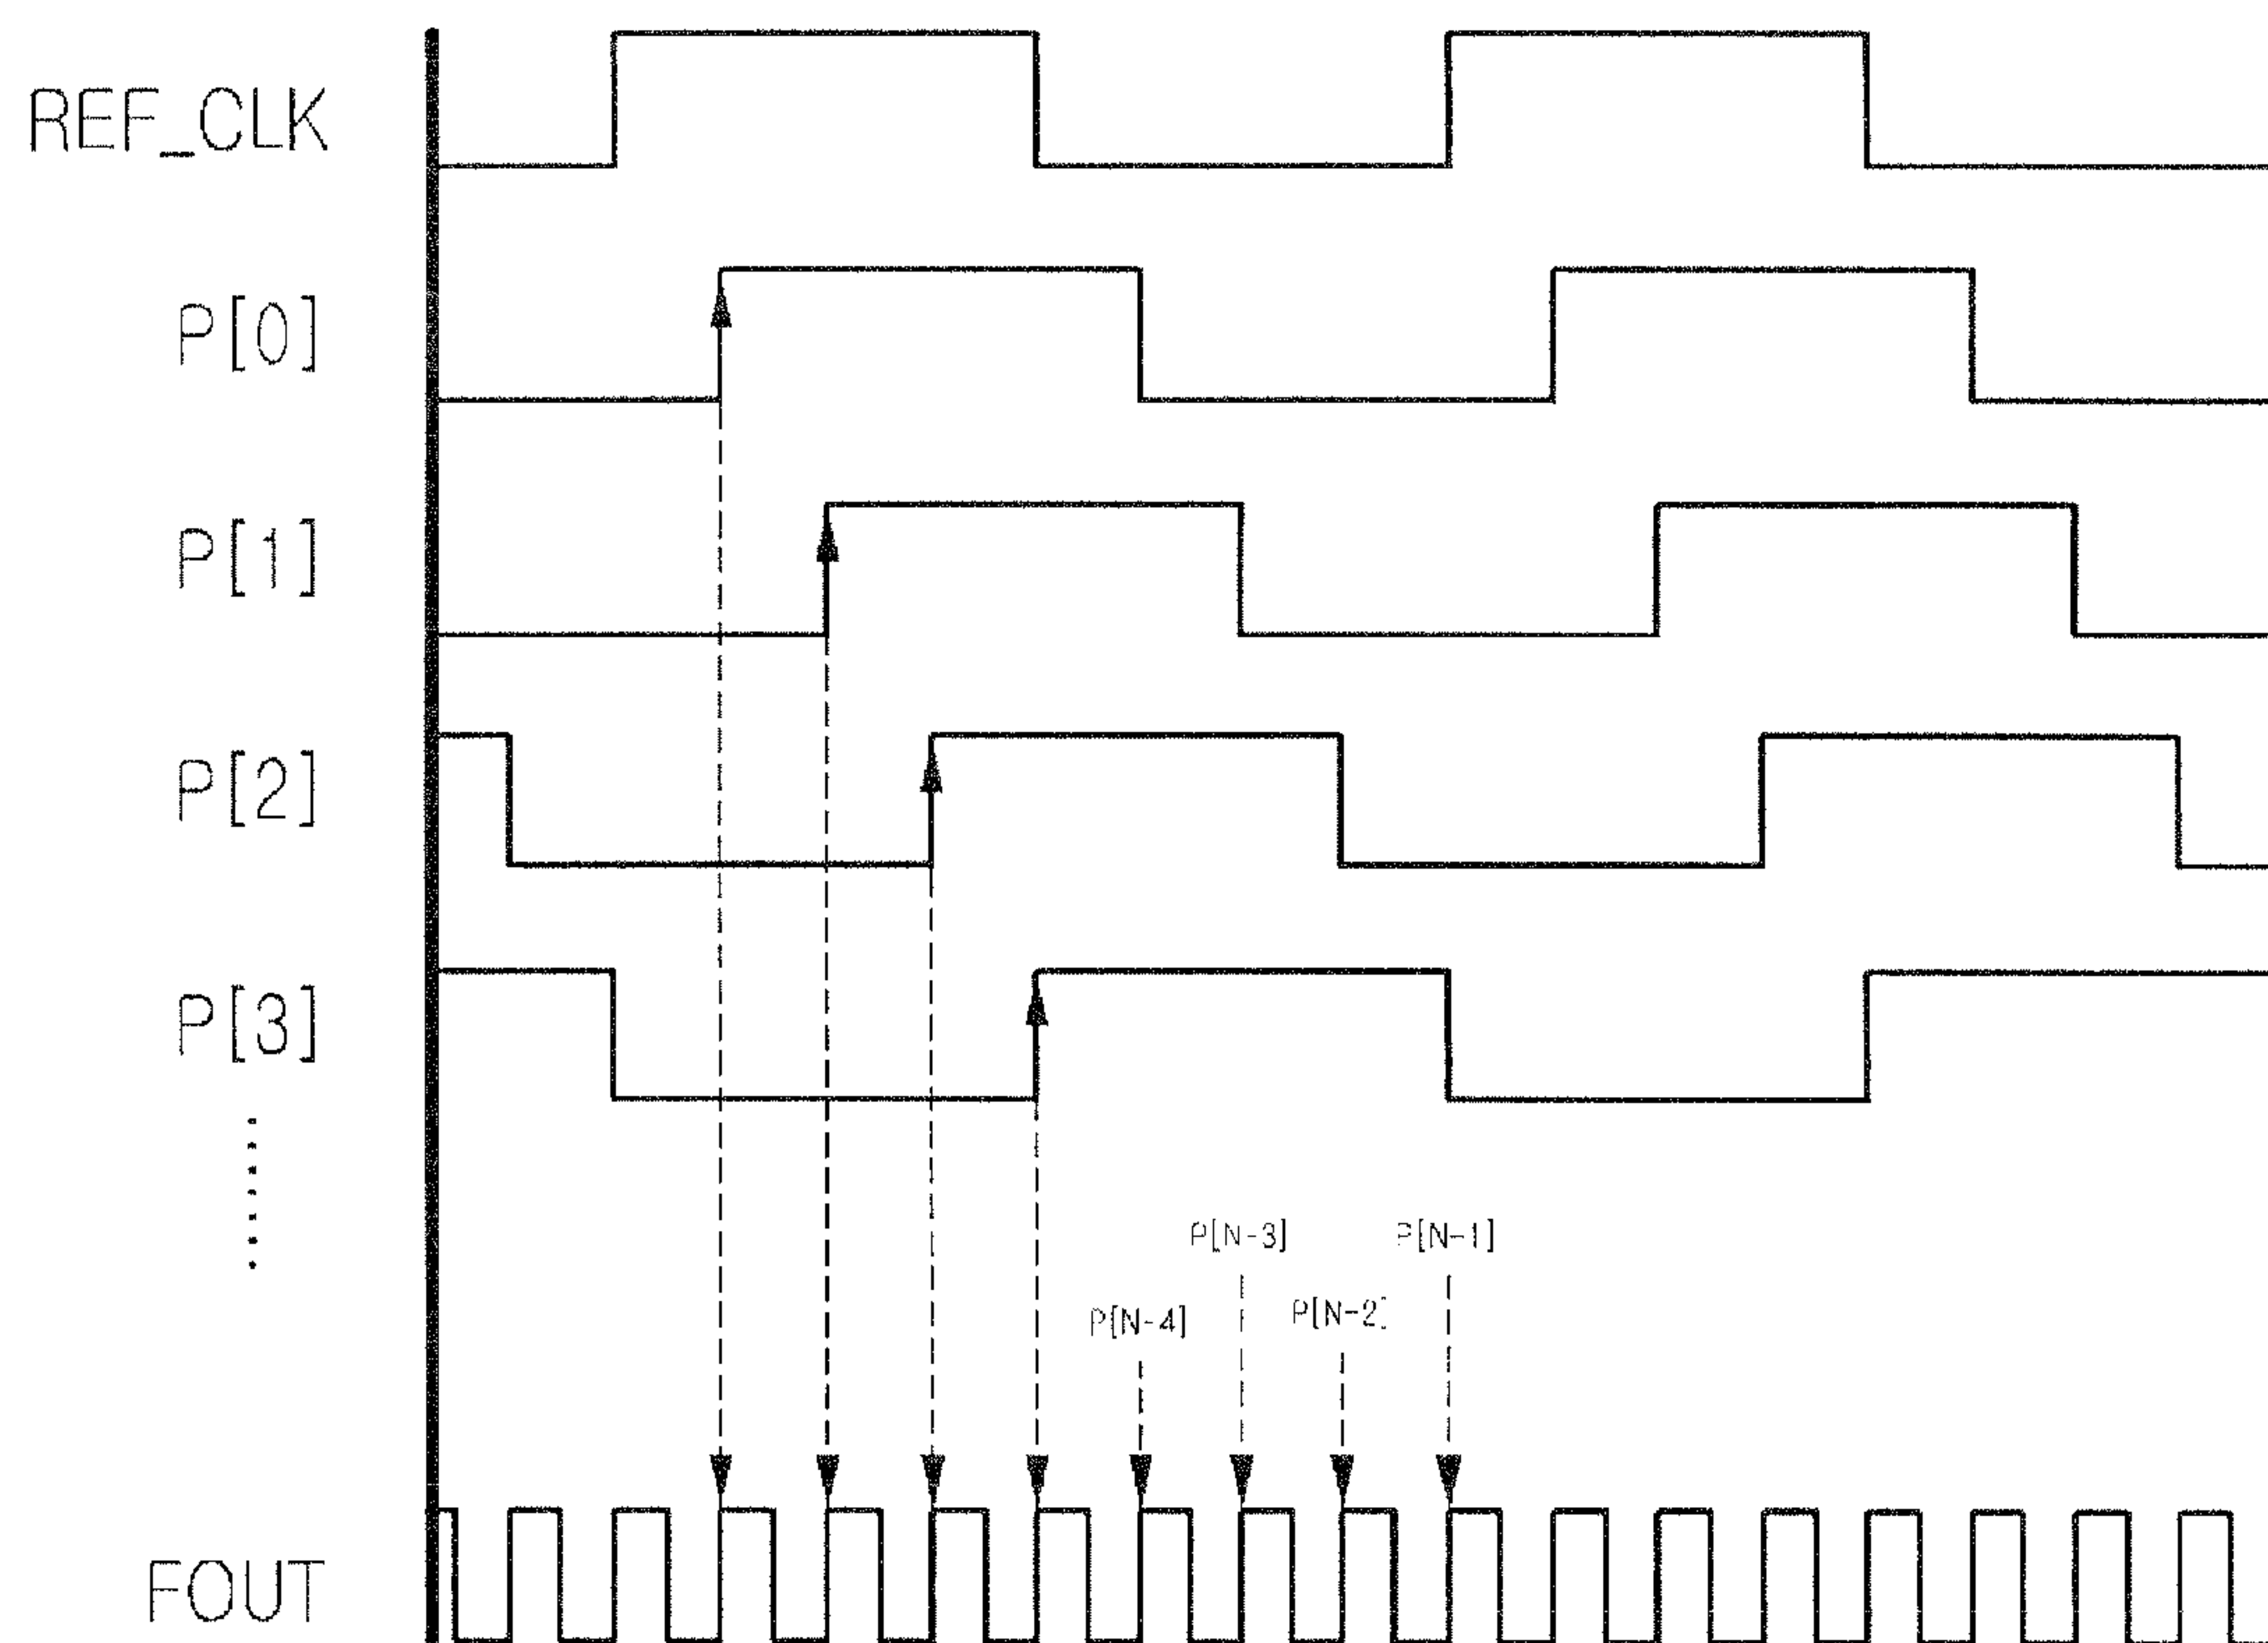 REF_CLK
P[0]
P[1]
P[2]
P[3]
P[N-3]
P[N-1]
P[N-4]
P[N-2]
FOUT